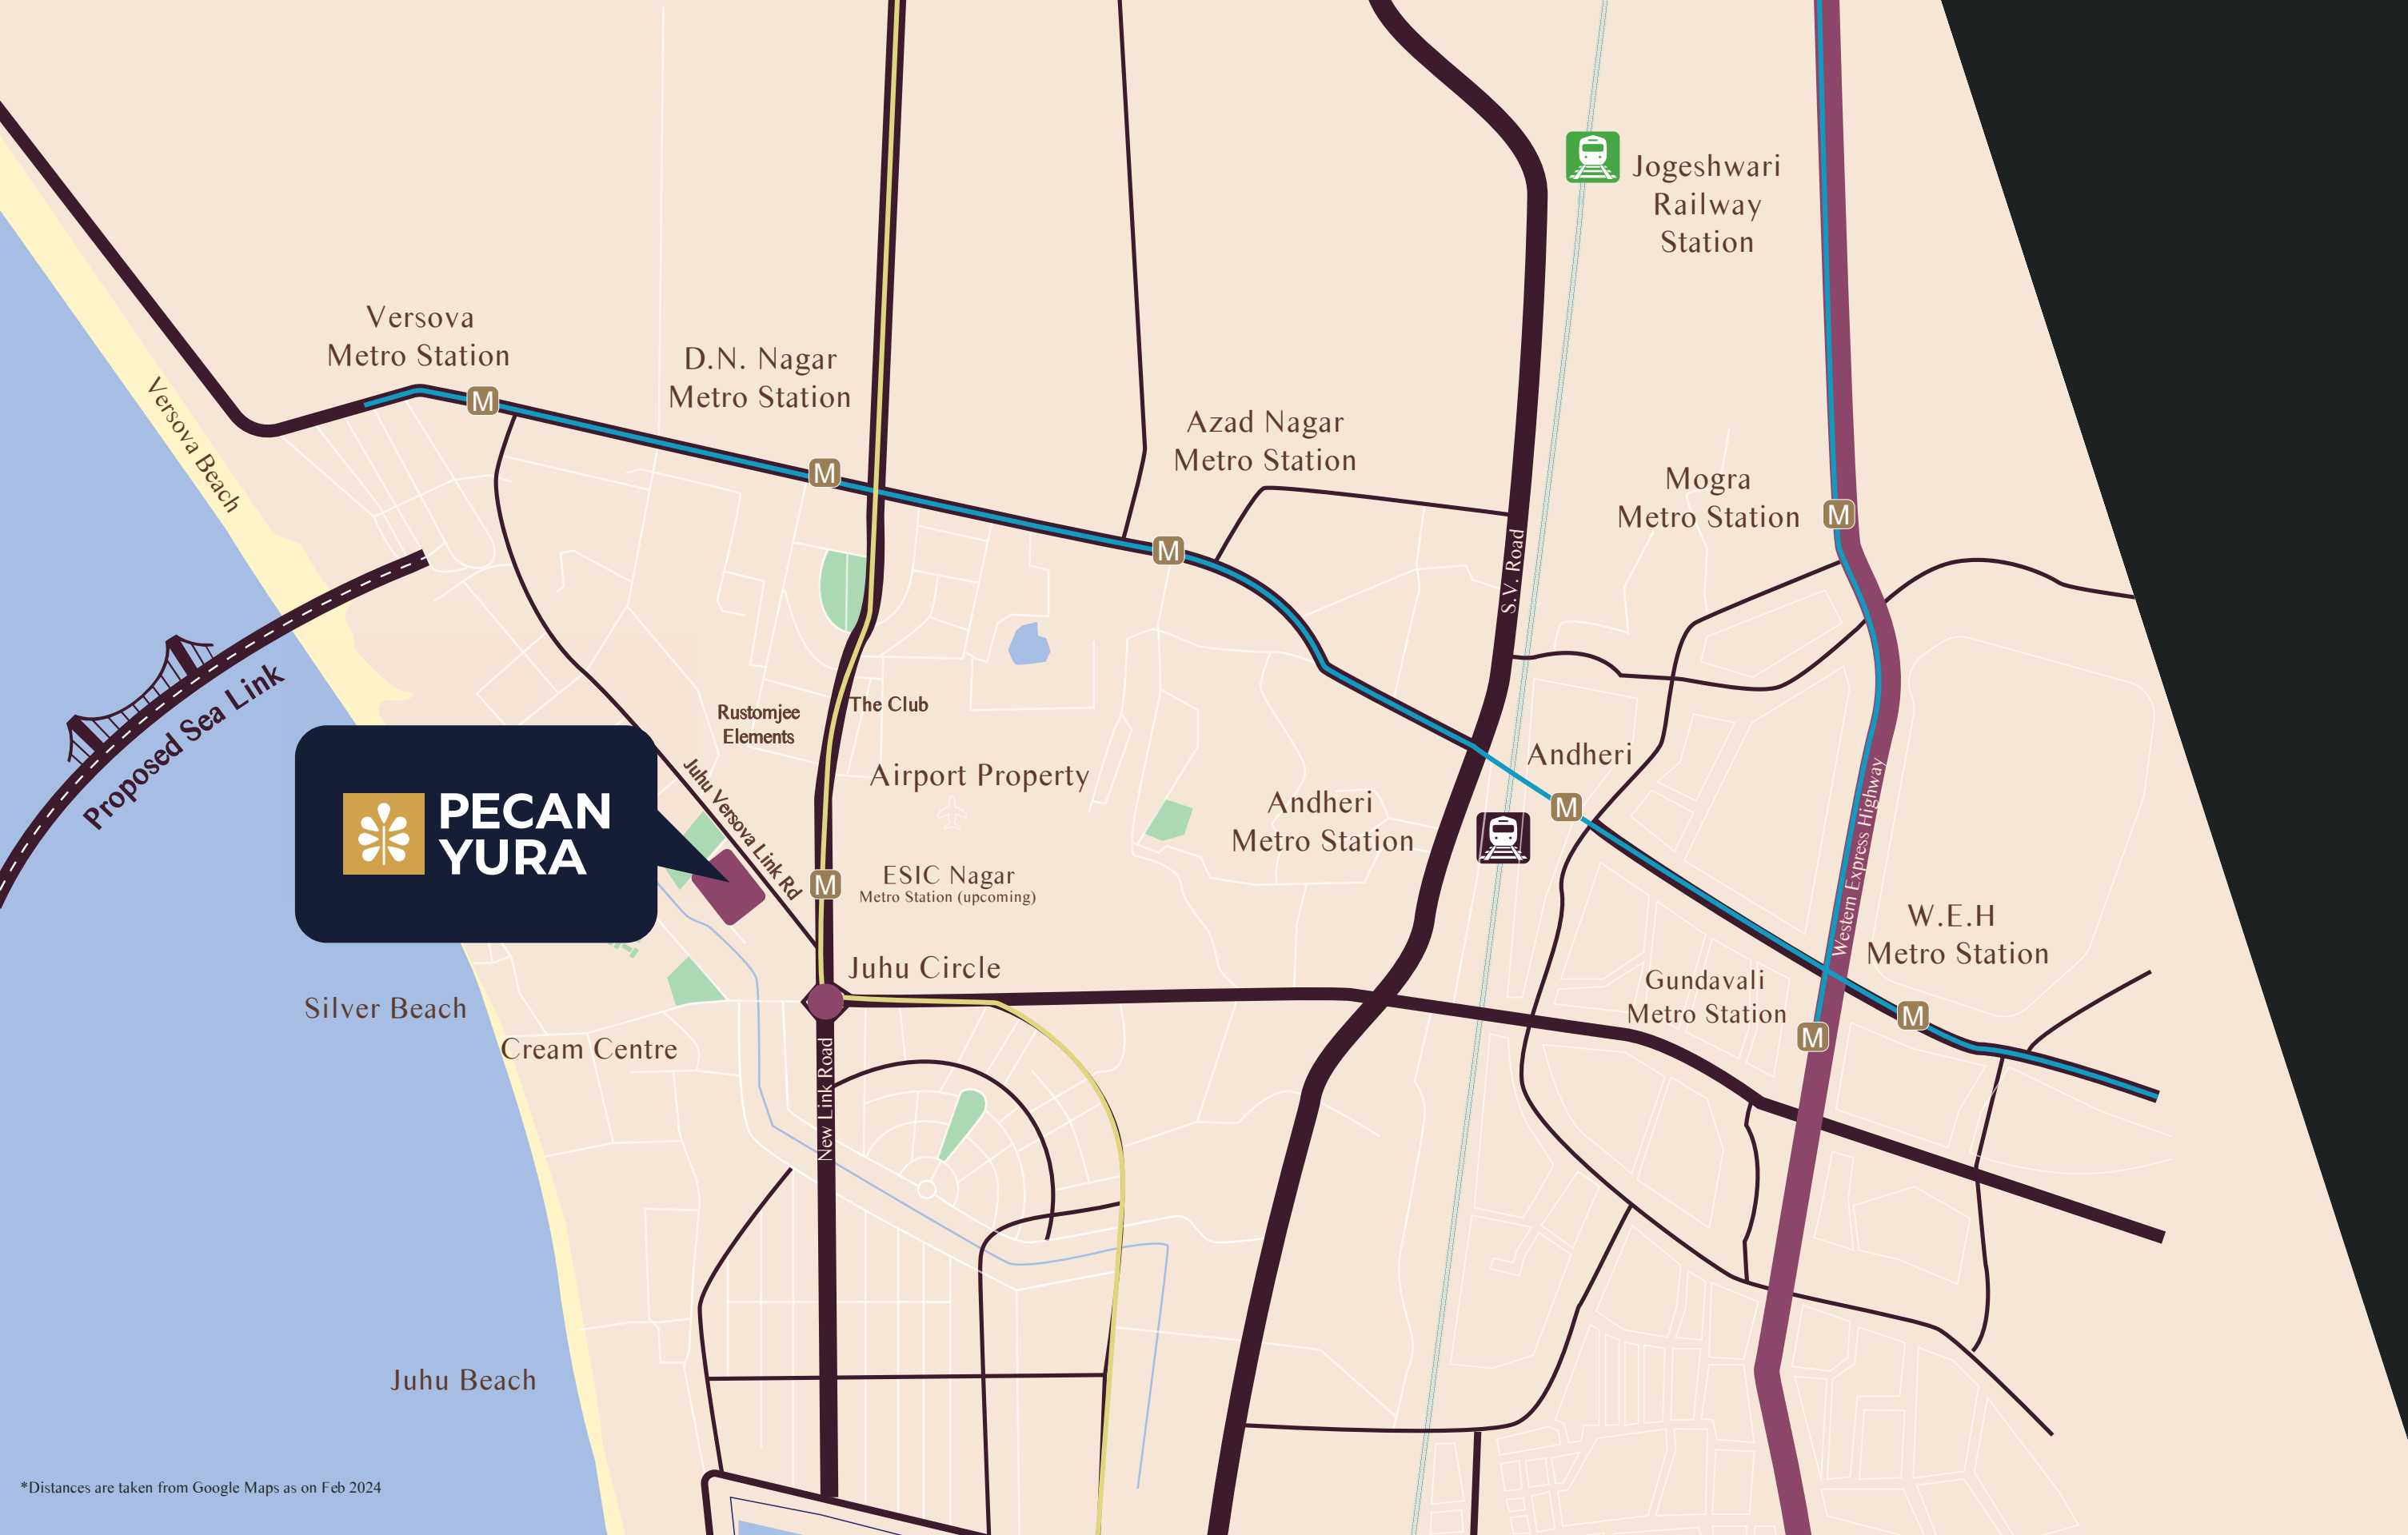 Jogeshwari
Railway
Station
Versova
Metro Station
D.N. Nagar
Metro Station
Azad Nagar
Metro Station
Mogra
Metro Station
M
M
M
M
Versova Beach
S.V. Road
Proposed Sea Link
Rustomjee
Elements
The Club
Juhu Versova Link Rd
Airport Property
Andheri
Andheri
Metro Station
M
PECAN
YURA
M
ESIC Nagar
Metro Station (upcoming)
Western Express Highway
W.E.H
Metro Station
Gundavali
Metro Station
M
M
Juhu Circle
Silver Beach
Cream Centre
New Link Road
Juhu Beach
*Distances are taken from Google Maps as on Feb 2024